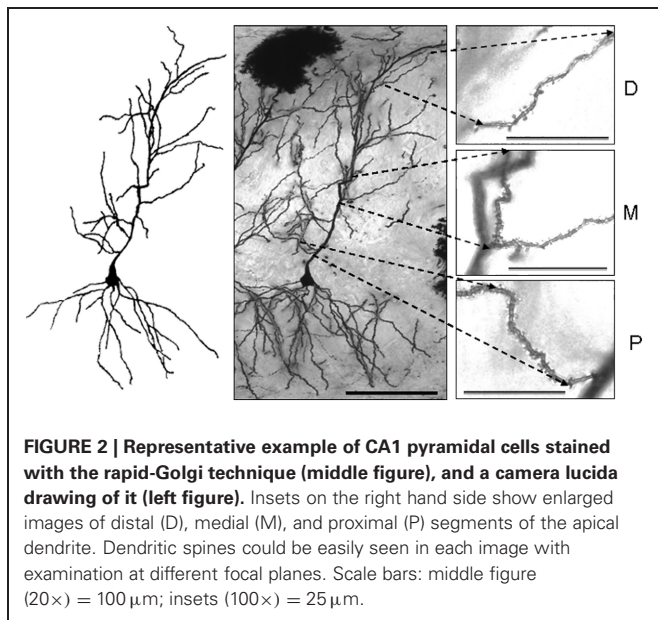 D
M
P
FIGURE 2 | Representative example of CA1 pyramidal cells stained
with the rapid-Golgi technique (middle figure), and a camera lucida
drawing of it (left figure). Insets on the right hand side show enlarged
images of distal (D), medial (M), and proximal (P) segments of the apical
dendrite. Dendritic spines could be easily seen in each image with
examination at different focal planes. Scale bars: middle figure
(20×) = 100 μm; insets (100×) = 25 μm.